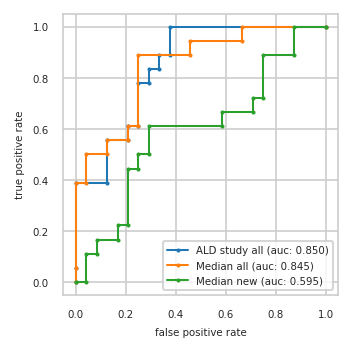 1.0
0.8
0.6
0.4
0.2
0.0
true positive rate
ALD study all (auc: 0.850)
Median all (auc: 0.845)
Median new (auc: 0.595)
0.0 0.2 0.4 0.6 0.8 1.0
false positive rate